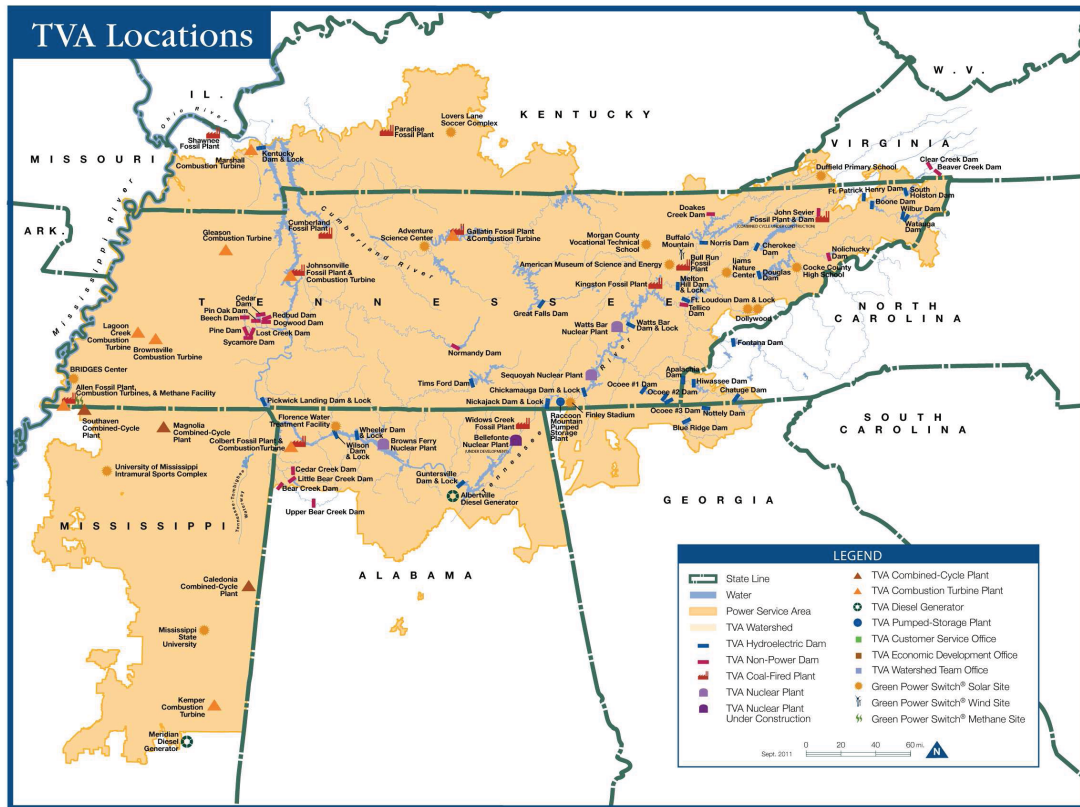 TVA Locations
IL.
KENTUCKY
W.V.
MISSOURI
VIRGINIA
ARK.
TENNESSEE
NORTH
CAROLINA
SOUTH
CAROLINA
GEORGIA
ALABAMA
MISSISSIPPI
Ohio River
Mississippi River
Mississippi River
Cumberland River
Tennessee
River
Tennessee-Tombigbee
Waterway
Shawnee
Fossil Plant
Marshall
Combustion Turbine
Kentucky
Dam & Lock
Paradise
Fossil Plant
Lovers Lane
Soccer Complex
Duffield Primary School
Clear Creek Dam
Beaver Creek Dam
Ft. Patrick Henry Dam
South
Holston Dam
Boone Dam
Wilbur Dam
Watauga
Dam
Doakes
Creek Dam
John Sevier
Fossil Plant & Dam
(COMBINED CYCLE UNDER CONSTRUCTION)
Nolichucky
Dam
Gleason
Combustion Turbine
Cumberland
Fossil Plant
Adventure
Science Center
Gallatin Fossil Plant
&Combustion Turbine
Morgan County
Vocational Technical
School
Buffalo
Mountain
Norris Dam
Cherokee
Dam
Johnsonville
Fossil Plant &
Combustion Turbine
American Museum of Science and Energy
Bull Run
Fossil
Plant
Ijams
Nature
Center
Douglas
Dam
Cocke County
High School
Kingston Fossil Plant
Melton
Hill Dam
& Lock
Cedar
Dam
Pin Oak Dam
Beech Dam
Redbud Dam
Dogwood Dam
Pine Dam
Lost Creek Dam
Sycamore Dam
Great Falls Dam
Ft. Loudoun Dam & Lock
Tellico
Dam
Dollywood
Watts Bar
Nuclear Plant
Watts Bar
Dam & Lock
Fontana Dam
Lagoon
Creek
Combustion
Turbine
Brownsville
Combustion Turbine
Normandy Dam
BRIDGES Center
Allen Fossil Plant,
Combustion Turbines, & Methane Facility
Tims Ford Dam
Sequoyah Nuclear Plant
Chickamauga Dam & Lock
Nickajack Dam & Lock
Ocoee #1 Dam
Ocoee #2 Dam
Ocoee #3 Dam
Apalachia
Dam
Hiwassee Dam
Chatuge Dam
Nottely Dam
Blue Ridge Dam
Pickwick Landing Dam & Lock
Southaven
Combined-Cycle
Plant
Magnolia
Combined-Cycle
Plant
Florence Water
Treatment Facility
Colbert Fossil Plant &
CombustionTurbine
Wheeler Dam
& Lock
Wilson
Dam
& Lock
Browns Ferry
Nuclear Plant
Widows Creek
Fossil Plant
Bellefonte
Nuclear Plant
(UNDER DEVELOPMENT)
Raccoon
Mountain
Pumped
Storage
Plant
Finley Stadium
University of Mississippi
Intramural Sports Complex
Cedar Creek Dam
Little Bear Creek Dam
Bear Creek Dam
Upper Bear Creek Dam
Guntersville
Dam & Lock
Albertville
Diesel Generator
Caledonia
Combined-Cycle
Plant
Mississippi
State
University
Kemper
Combustion
Turbine
Meridian
Diesel
Generator
LEGEND
State Line
Water
Power Service Area
TVA Watershed
TVA Hydroelectric Dam
TVA Non-Power Dam
TVA Coal-Fired Plant
TVA Nuclear Plant
TVA Nuclear Plant
Under Construction
TVA Combined-Cycle Plant
TVA Combustion Turbine Plant
TVA Diesel Generator
TVA Pumped-Storage Plant
TVA Customer Service Office
TVA Economic Development Office
TVA Watershed Team Office
Green Power Switch® Solar Site
Green Power Switch® Wind Site
Green Power Switch® Methane Site
Sept. 2011
0 20 40 60 mi.
N